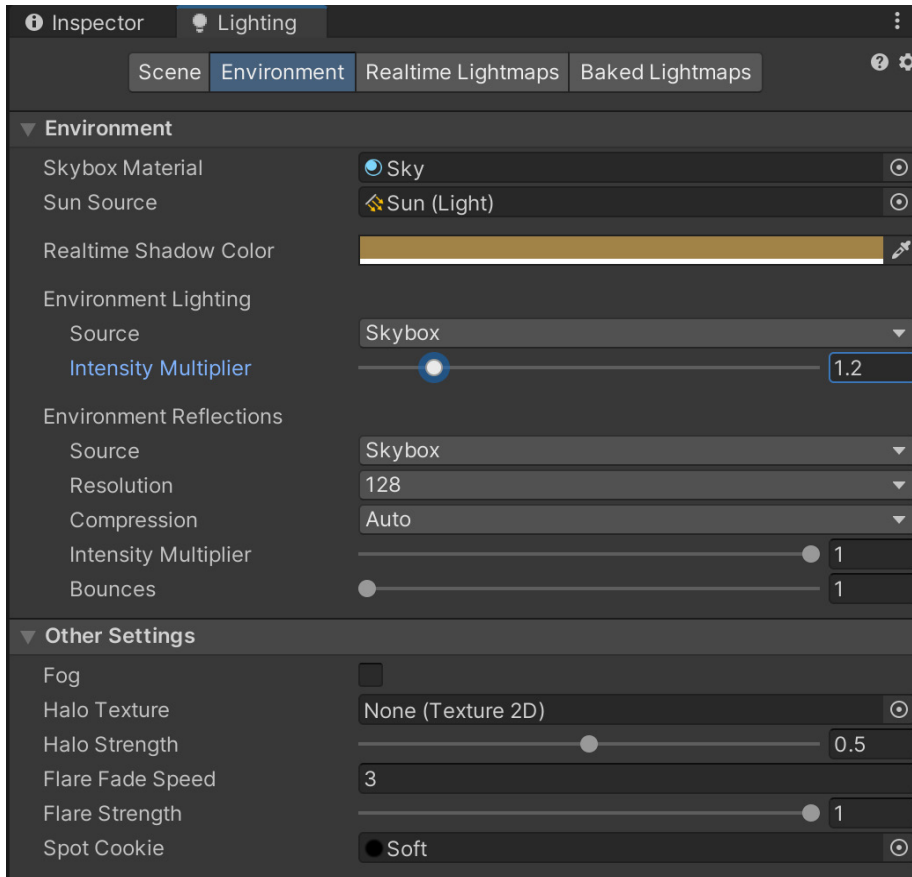 Inspector Lighting
Scene Environment Realtime Lightmaps Baked Lightmaps
Environment
Skybox Material Sky
Sun Source Sun (Light)
Realtime Shadow Color
Environment Lighting
Source Skybox
Intensity Multiplier 1.2
Environment Reflections
Source Skybox
Resolution 128
Compression Auto
Intensity Multiplier 1
Bounces 1
Other Settings
Fog
Halo Texture None (Texture 2D)
Halo Strength 0.5
Flare Fade Speed 3
Flare Strength 1
Spot Cookie Soft